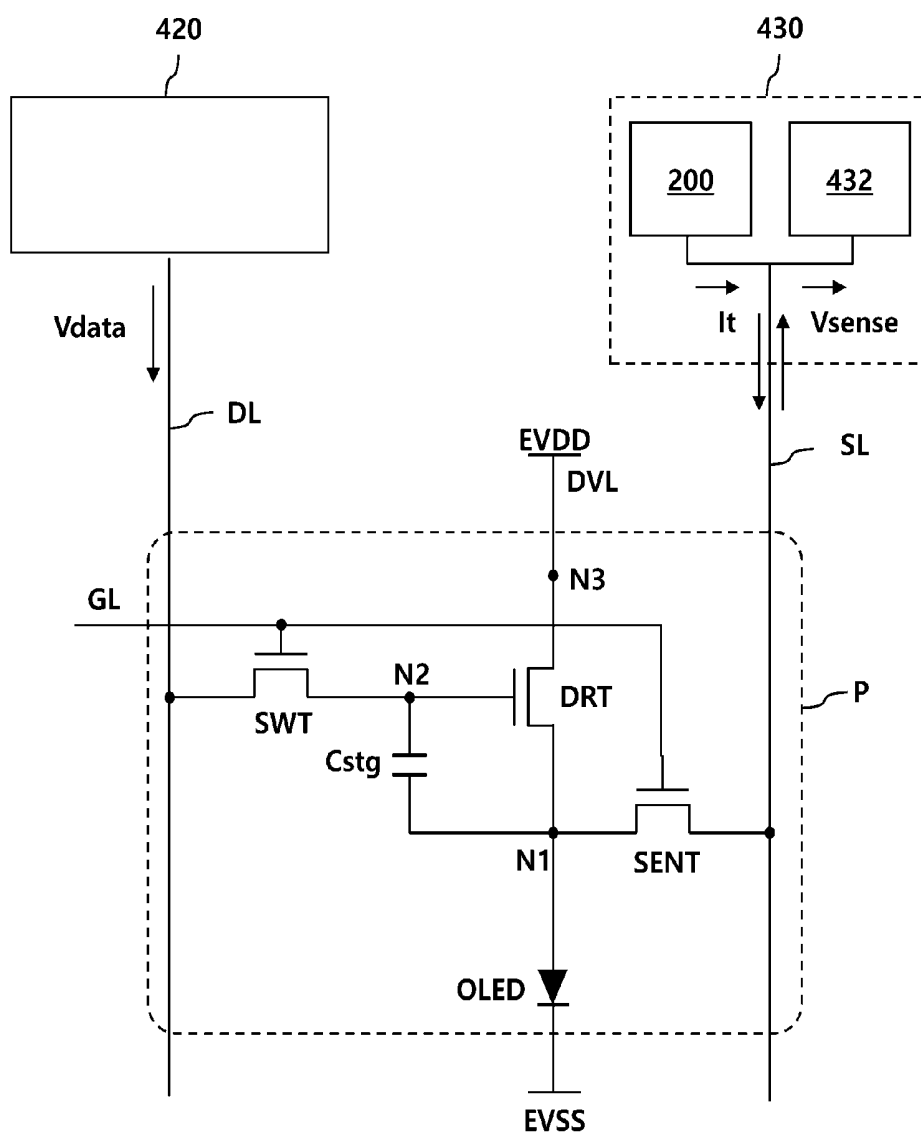 420
430
200
432
Vdata
It
Vsense
DL
EVDD
SL
DVL
N3
GL
N2
DRT
P
SWT
Cstg
N1
SENT
OLED
EVSS